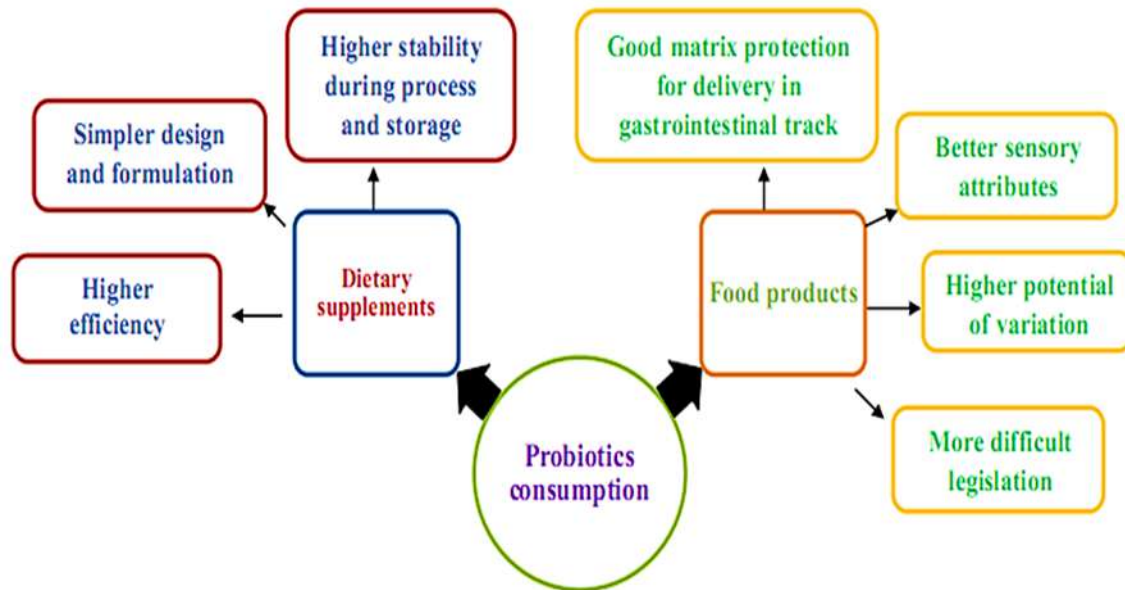 Higher stability
during process
and storage
Good matrix protection
for delivery in
gastrointestinal track
Simpler design
and formulation
Better sensory
attributes
Higher
efficiency
Dietary
supplements
Food products
Higher potential
of variation
Probiotics
consumption
More difficult
legislation